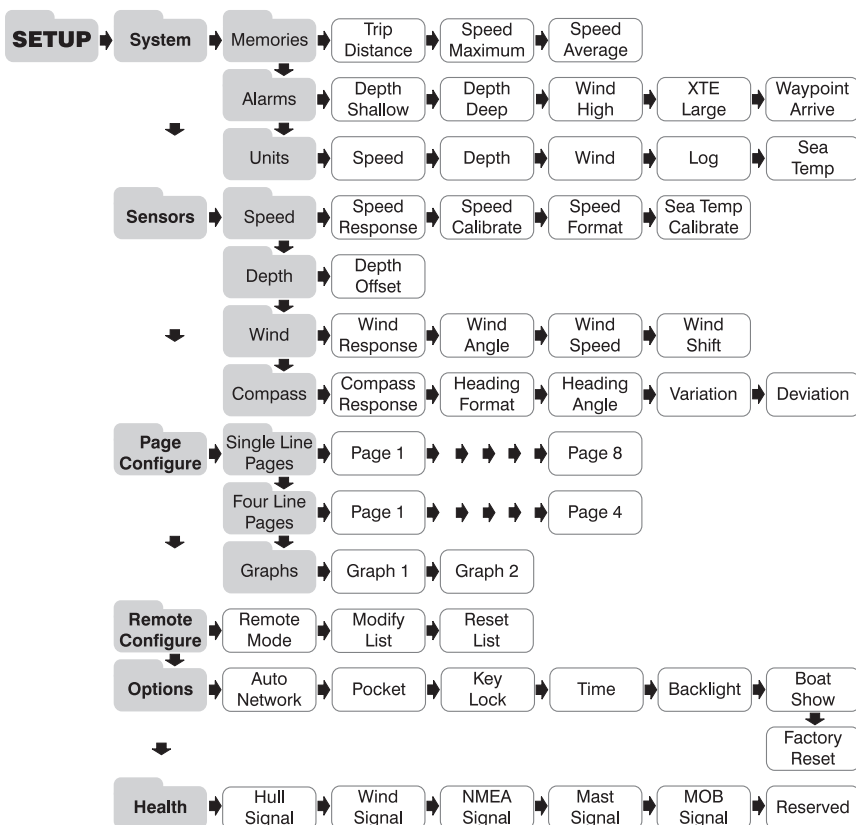 SETUP
System
Memories
Trip
Distance
Speed
Maximum
Speed
Average
Alarms
Depth
Shallow
Depth
Deep
Wind
High
XTE
Large
Waypoint
Arrive
Units
Speed
Depth
Wind
Log
Sea
Temp
Sensors
Speed
Speed
Response
Speed
Calibrate
Speed
Format
Sea Temp
Calibrate
Depth
Depth
Offset
Wind
Wind
Response
Wind
Angle
Wind
Speed
Wind
Shift
Compass
Compass
Response
Heading
Format
Heading
Angle
Variation
Deviation
Page
Configure
Single Line
Pages
Page 1
Page 8
Four Line
Pages
Page 1
Page 4
Graphs
Graph 1
Graph 2
Remote
Configure
Remote
Mode
Modify
List
Reset
List
Options
Auto
Network
Pocket
Key
Lock
Time
Backlight
Boat
Show
Factory
Reset
Health
Hull
Signal
Wind
Signal
NMEA
Signal
Mast
Signal
MOB
Signal
Reserved